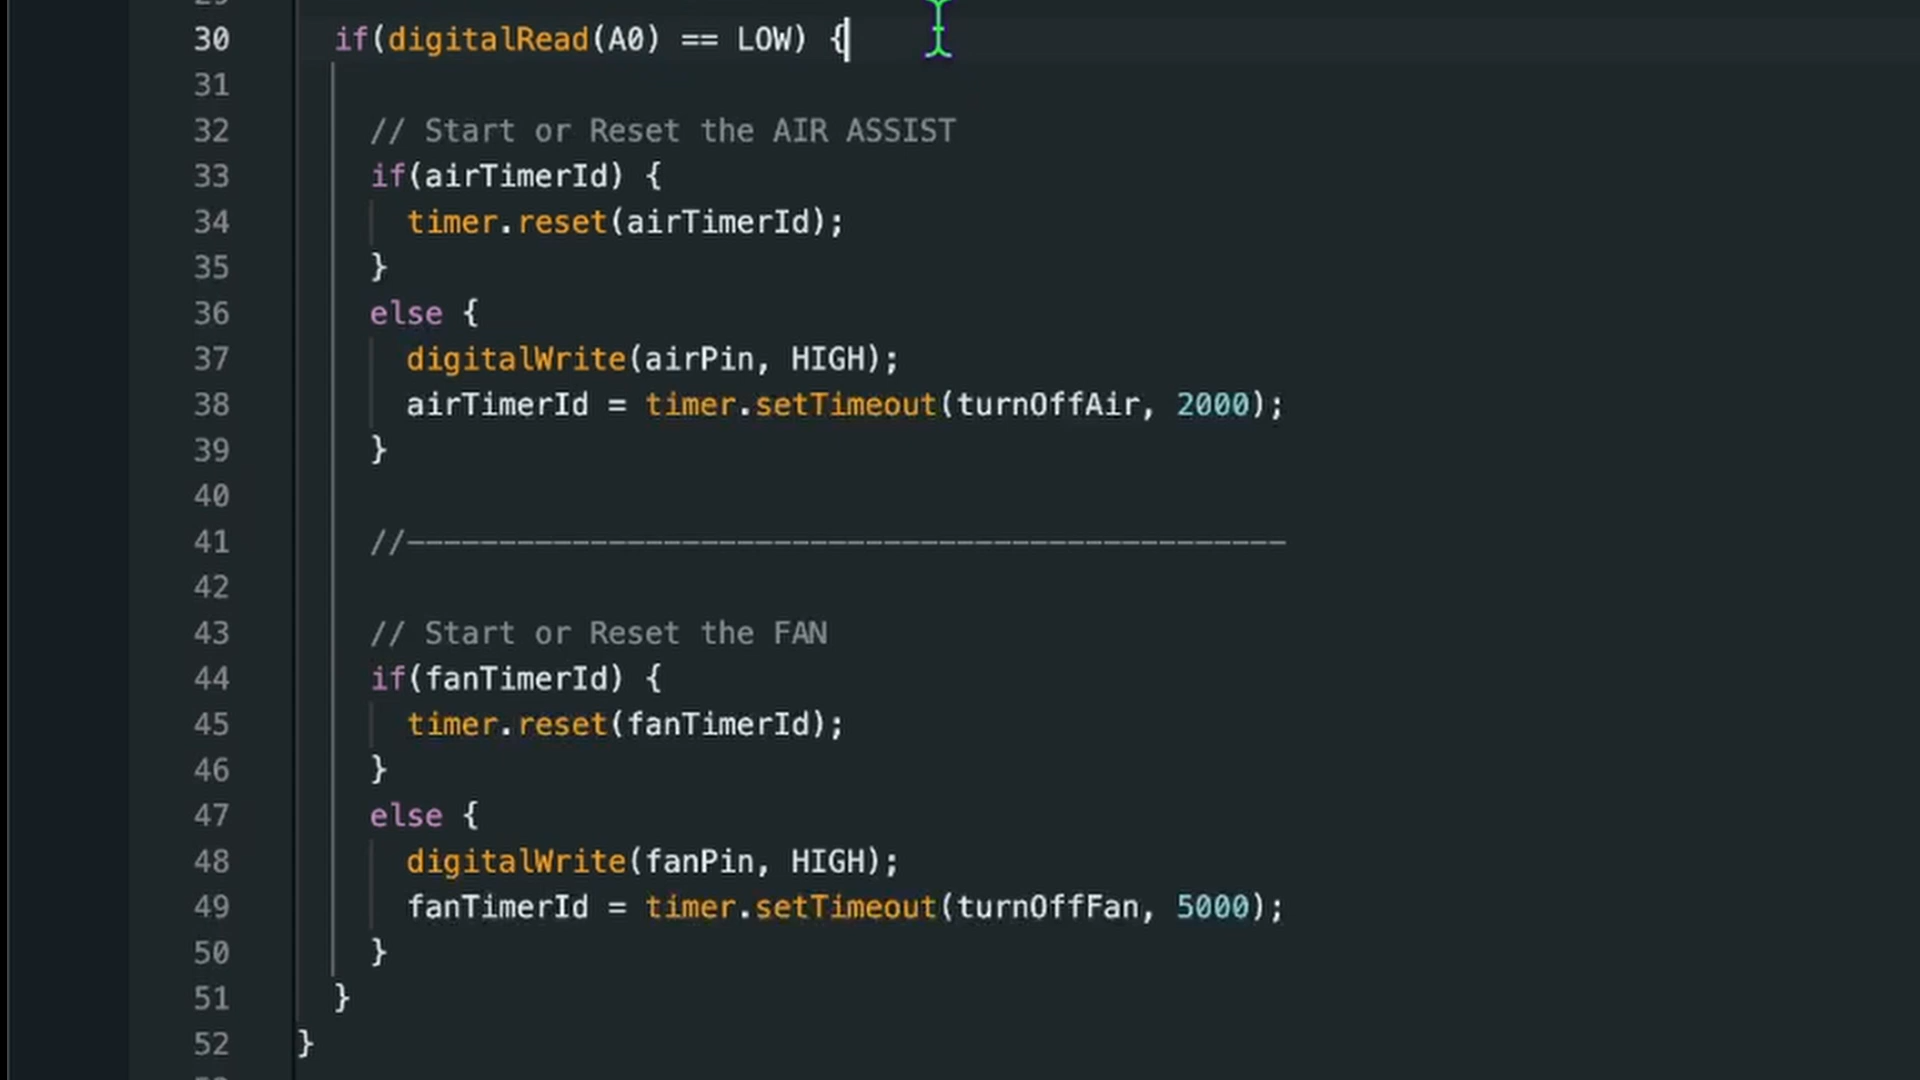 30 if(digitalRead(A0) == LOW) {
31
32 // Start or Reset the AIR ASSIST
33 if(airTimerId) {
34 timer.reset(airTimerId);
35 }
36 else {
37 digitalWrite(airPin, HIGH);
38 airTimerId = timer.setTimeout(turnOffAir, 2000);
39 }
40
41 //------------------------------------------------
42
43 // Start or Reset the FAN
44 if(fanTimerId) {
45 timer.reset(fanTimerId);
46 }
47 else {
48 digitalWrite(fanPin, HIGH);
49 fanTimerId = timer.setTimeout(turnOffFan, 5000);
50 }
51 }
52 }